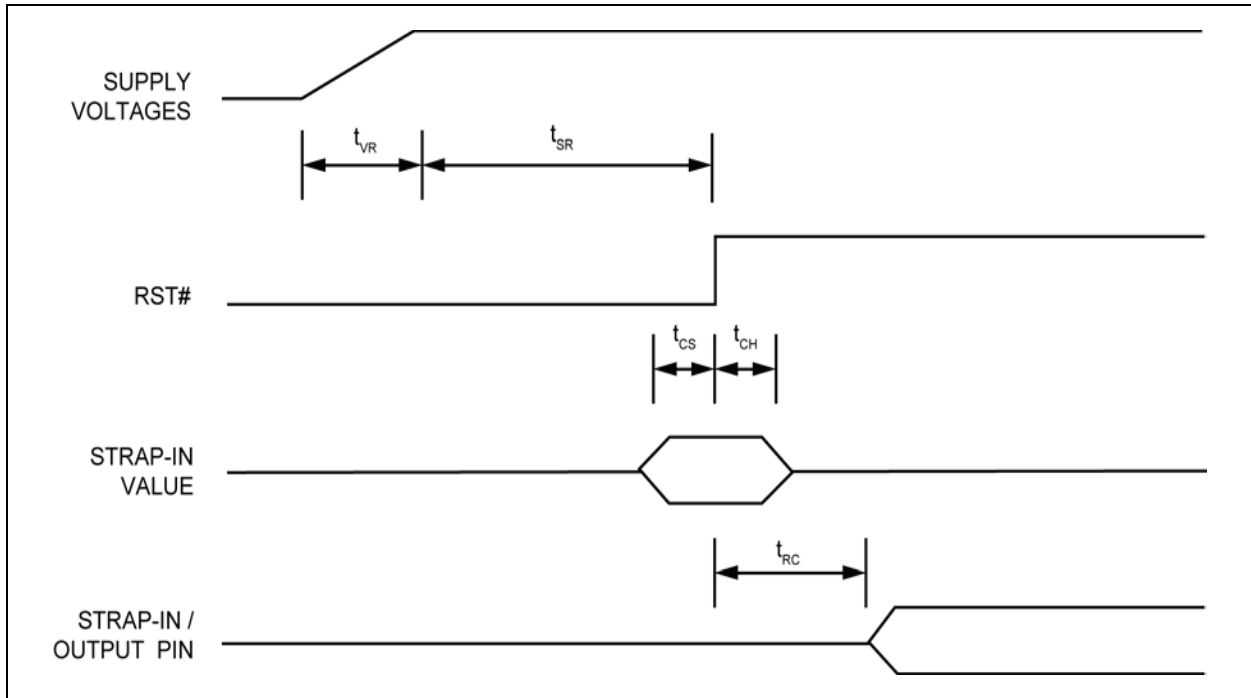 SUPPLY
VOLTAGES
tVR
tSR
RST#
tCS
tCH
STRAP-IN
VALUE
tRC
STRAP-IN /
OUTPUT PIN